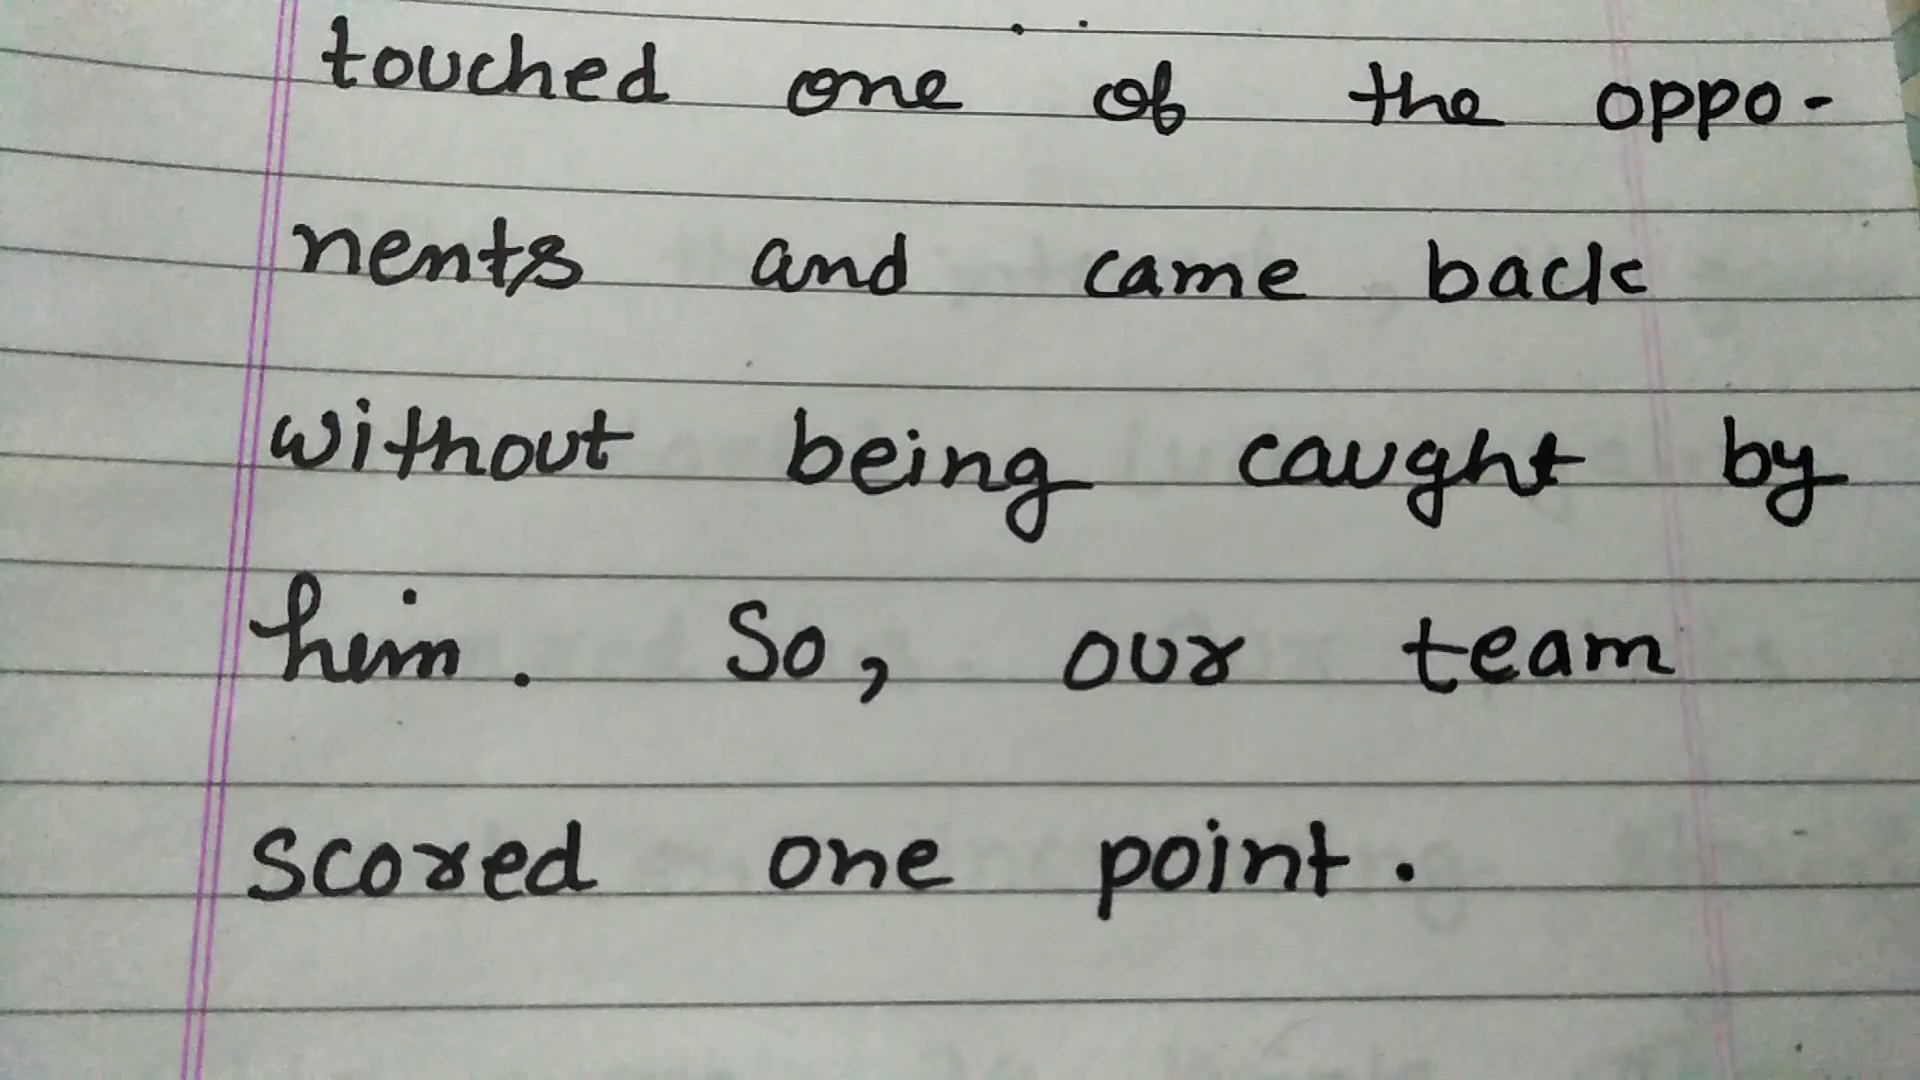 touched one of the oppo-
nents and came back
without being caught by
him. So, our team
scored one point.